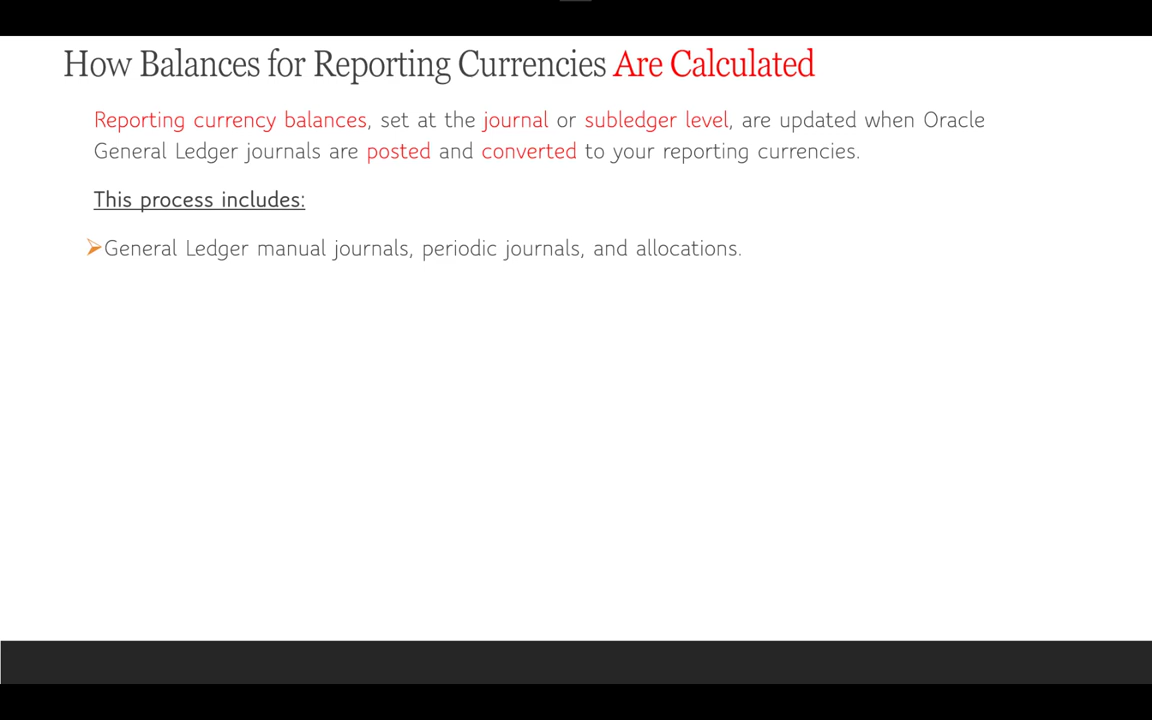 How Balances for Reporting Currencies Are Calculated
Reporting currency balances, set at the journal or subledger level, are updated when Oracle
General Ledger journals are posted and converted to your reporting currencies.
This process includes:
General Ledger manual journals, periodic journals, and allocations.